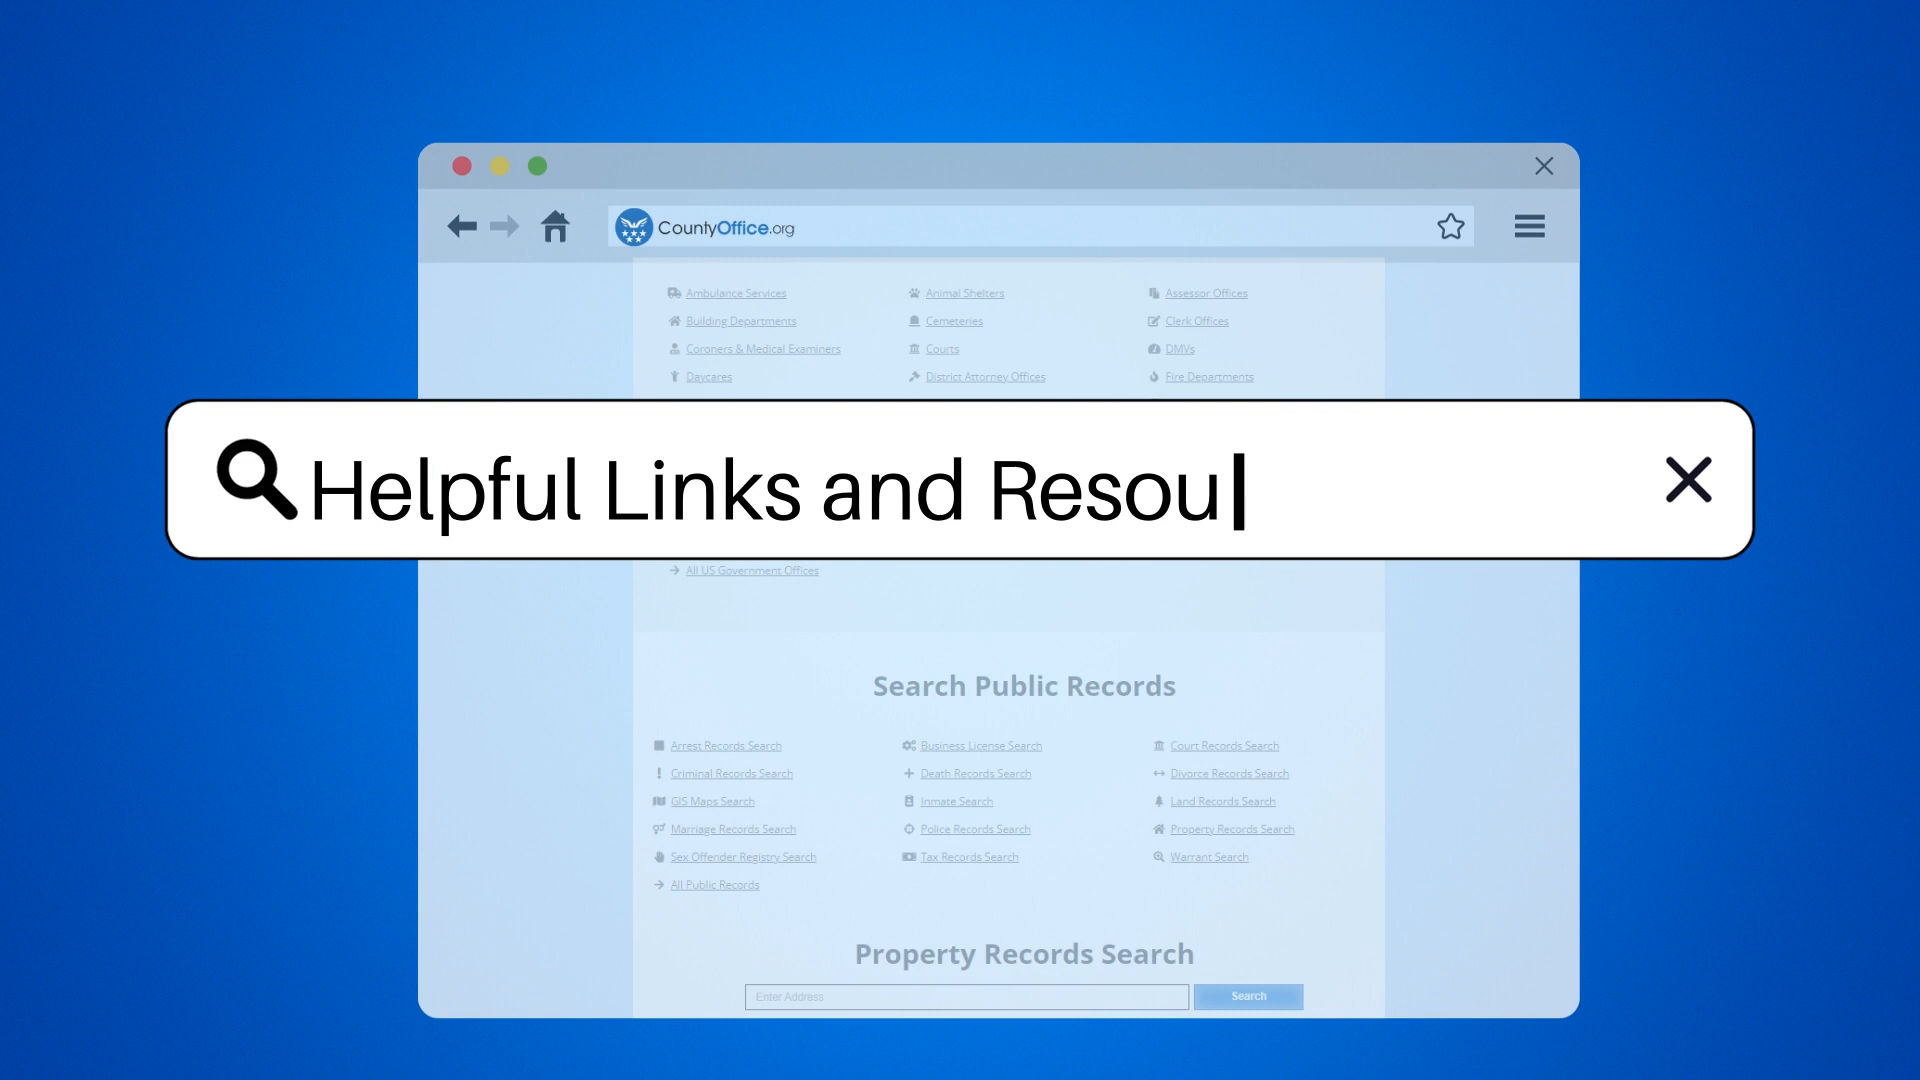 CountyOffice.org
Ambulance Services Animal Shelters Assessor Offices
Building Departments Cemeteries Clerk Offices
Coroners & Medical Examiners Courts DMVs
Daycares District Attorney Offices Fire Departments
Helpful Links and Resou
All US Government Offices
Search Public Records
Arrest Records Search Business License Search Court Records Search
Criminal Records Search Death Records Search Divorce Records Search
GIS Maps Search Inmate Search Land Records Search
Marriage Records Search Police Records Search Property Records Search
Sex Offender Registry Search Tax Records Search Warrant Search
All Public Records
Property Records Search
Enter Address Search